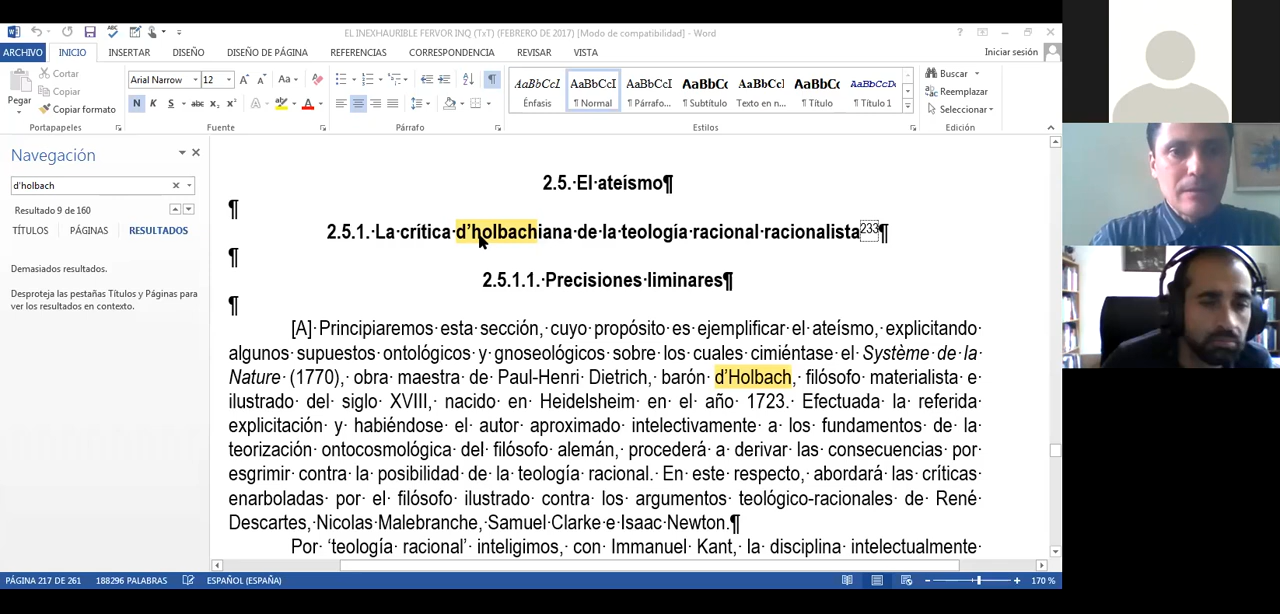 EL INEXHAURIBLE FERVOR INQ (TxT) (FEBRERO DE 2017) [Modo de compatibilidad] - Word
ARCHIVO INICIO INSERTAR DISEÑO DISEÑO DE PÁGINA REFERENCIAS CORRESPONDENCIA REVISAR VISTA Iniciar sesión
Cortar
Copiar
Copiar formato
Pegar
Portapapeles
Arial Narrow 12
Fuente
Párrafo
AaBbCcI AaBbCcI AaBbCcI AaBbCc AaBbCcI AaBbCc AaBbCcDc
Énfasis ¶ Normal ¶ Párrafo... ¶ Subtítulo Texto en n... ¶ Título ¶ Título 1
Estilos
Buscar
Reemplazar
Seleccionar
Edición
Navegación
d'holbach
Resultado 9 de 160
TÍTULOS PÁGINAS RESULTADOS
Demasiados resultados.
Desproteja las pestañas Títulos y Páginas para
ver los resultados en contexto.
2.5. El ateísmo¶
¶
2.5.1. La crítica d’holbachiana de la teología racional racionalista233¶
¶
2.5.1.1. Precisiones liminares¶
¶
[A] Principiaremos esta sección, cuyo propósito es ejemplificar el ateísmo, explicitando
algunos supuestos ontológicos y gnoseológicos sobre los cuales cimiéntase el Système de la
Nature (1770), obra maestra de Paul-Henri Dietrich, barón d’Holbach, filósofo materialista e
ilustrado del siglo XVIII, nacido en Heidelsheim en el año 1723. Efectuada la referida
explicitación y habiéndose el autor aproximado intelectivamente a los fundamentos de la
teorización ontocosmológica del filósofo alemán, procederá a derivar las consecuencias por
esgrimir contra la posibilidad de la teología racional. En este respecto, abordará las críticas
enarboladas por el filósofo ilustrado contra los argumentos teológico-racionales de René
Descartes, Nicolas Malebranche, Samuel Clarke e Isaac Newton.¶
Por ‘teología racional’ inteligimos, con Immanuel Kant, la disciplina intelectualmente
PÁGINA 217 DE 261 188296 PALABRAS ESPAÑOL (ESPAÑA) 170 %